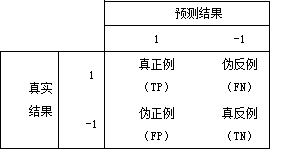 预测结果
1 -1
真实结果
1 真正例 伪反例
（TP） （FN）
-1 伪正例 真反例
（FP） （TN）